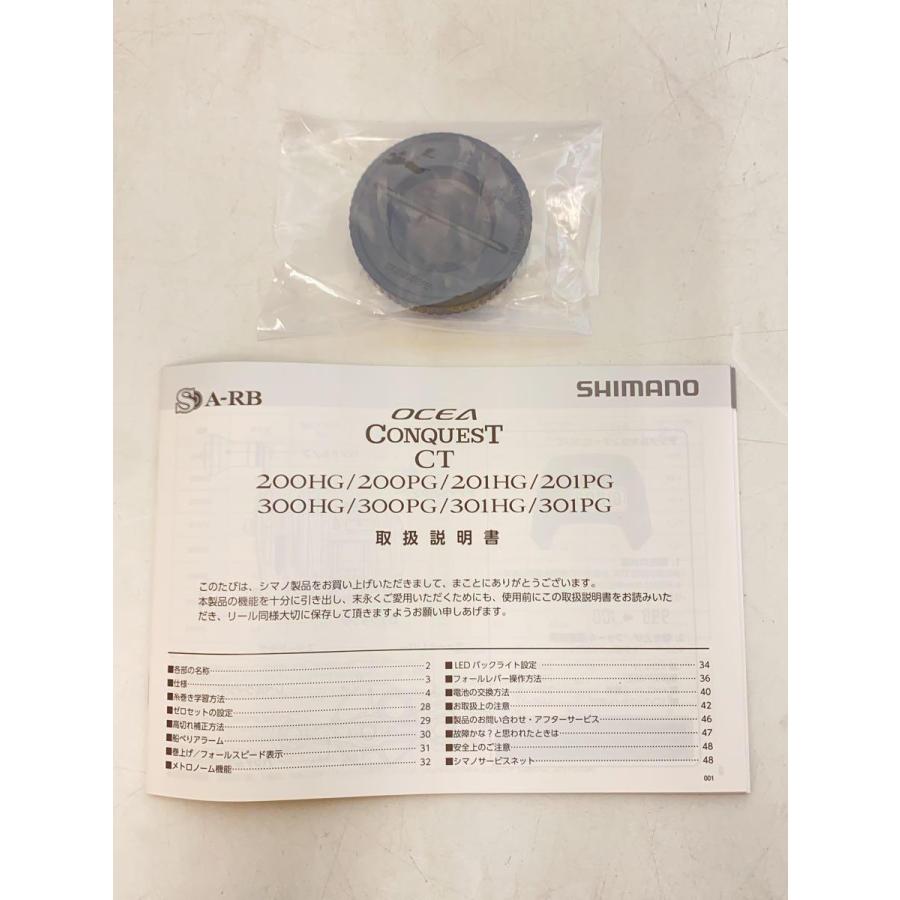 S A-RB
SHIMANO
OCEA
CONQUEST
CT
200HG/200PG/201HG/201PG
300HG/300PG/301HG/301PG
取扱説明書
このたびは、シマノ製品をお買い上げいただきまして、まことにありがとうございます。
本製品の機能を十分に引き出し、末永くご愛用いただくためにも、使用前にこの取扱説明書をお読みいた
だき、リール同様大切に保存して頂きますようお願い申しあげます。
■各部の名称 2
■仕様 3
■糸巻き学習方法 4
■ゼロセットの設定 28
■高切れ補正方法 29
■船べりアラーム 30
■巻上げ/フォールスピード表示 31
■メトロノーム機能 32
■LEDバックライト設定 34
■フォールレバー操作方法 36
■電池の交換方法 40
■お取扱上の注意 42
■製品のお問い合わせ・アフターサービス 46
■故障かな？と思われたときは 47
■安全上のご注意 48
■シマノサービスネット 48
001